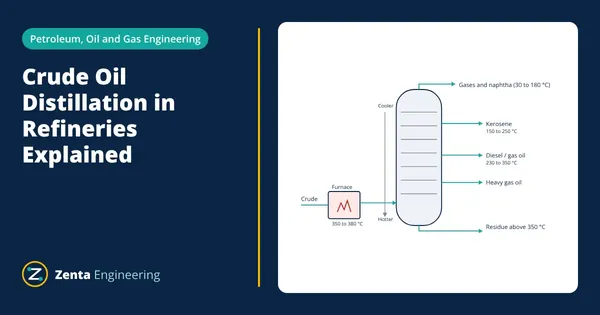 Petroleum, Oil and Gas Engineering
Crude Oil
Distillation in
Refineries
Explained
Zenta Engineering
Gases and naphtha (30 to 180 °C)
Cooler
Kerosene
150 to 250 °C
Diesel / gas oil
230 to 350 °C
Heavy gas oil
Furnace
Crude
350 to 380 °C
Hotter
Residue above 350 °C